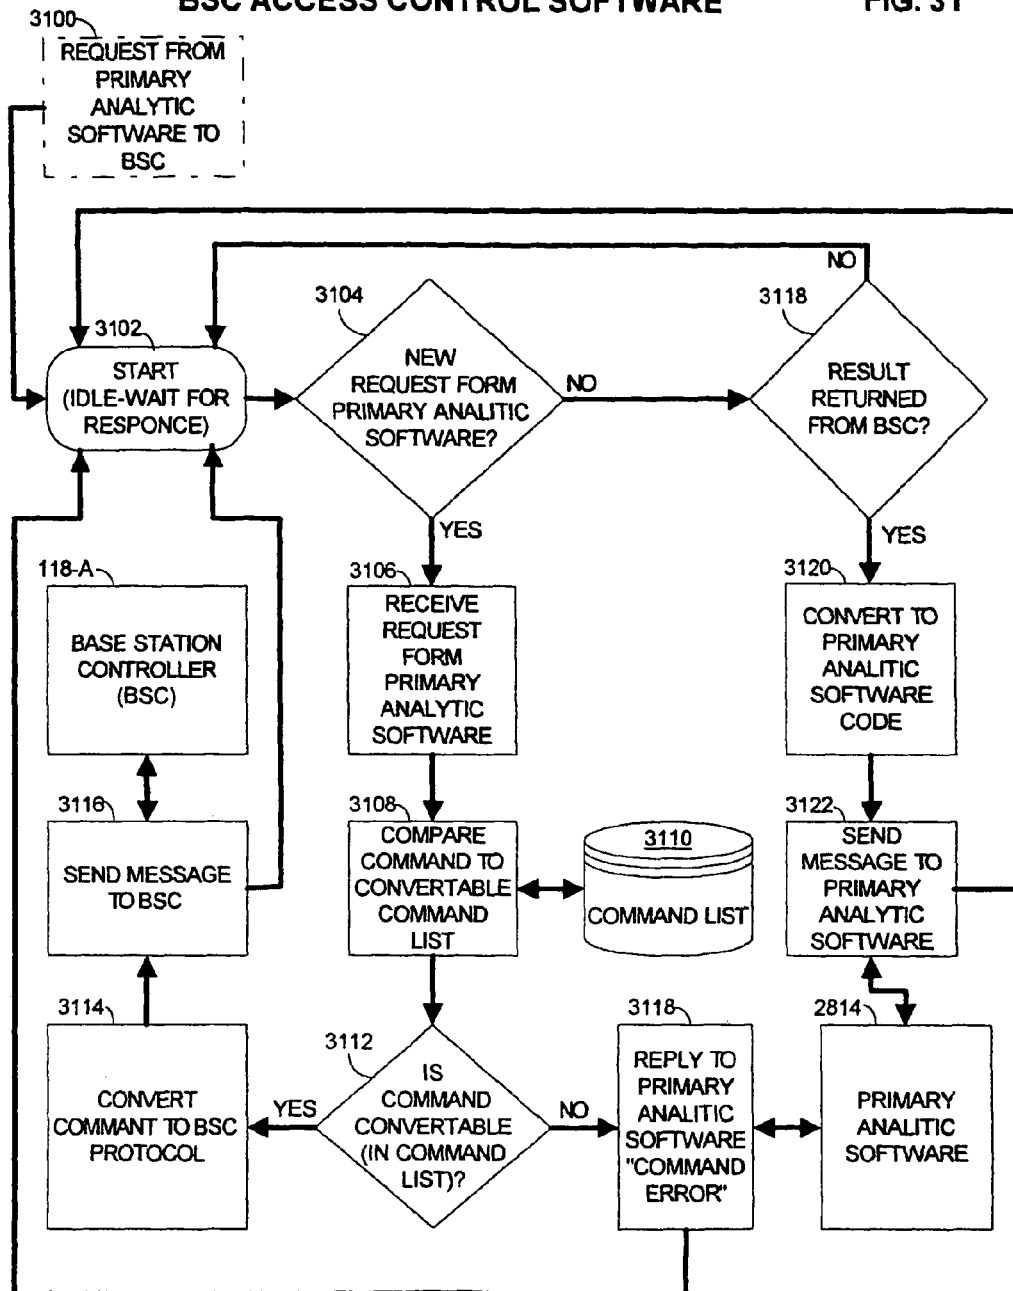 BSC ACCESS CONTROL SOFTWARE
FIG. 31
3100
REQUEST FROM
PRIMARY
ANALYTIC
SOFTWARE TO
BSC
3102
START
(IDLE-WAIT FOR
RESPONCE)
3104
NEW
REQUEST FORM
PRIMARY ANALITIC
SOFTWARE?
NO
YES
3118
RESULT
RETURNED
FROM BSC?
NO
YES
118-A
BASE STATION
CONTROLLER
(BSC)
3106
RECEIVE
REQUEST
FORM
PRIMARY
ANALYTIC
SOFTWARE
3120
CONVERT TO
PRIMARY
ANALITIC
SOFTWARE
CODE
3116
SEND MESSAGE
TO BSC
3108
COMPARE
COMMAND TO
CONVERTABLE
COMMAND
LIST
3110
COMMAND LIST
3122
SEND
MESSAGE TO
PRIMARY
ANALYTIC
SOFTWARE
3114
CONVERT
COMMANT TO BSC
PROTOCOL
3112
IS
COMMAND
CONVERTABLE
(IN COMMAND
LIST)?
YES
NO
3118
REPLY TO
PRIMARY
ANALITIC
SOFTWARE
"COMMAND
ERROR"
2814
PRIMARY
ANALITIC
SOFTWARE